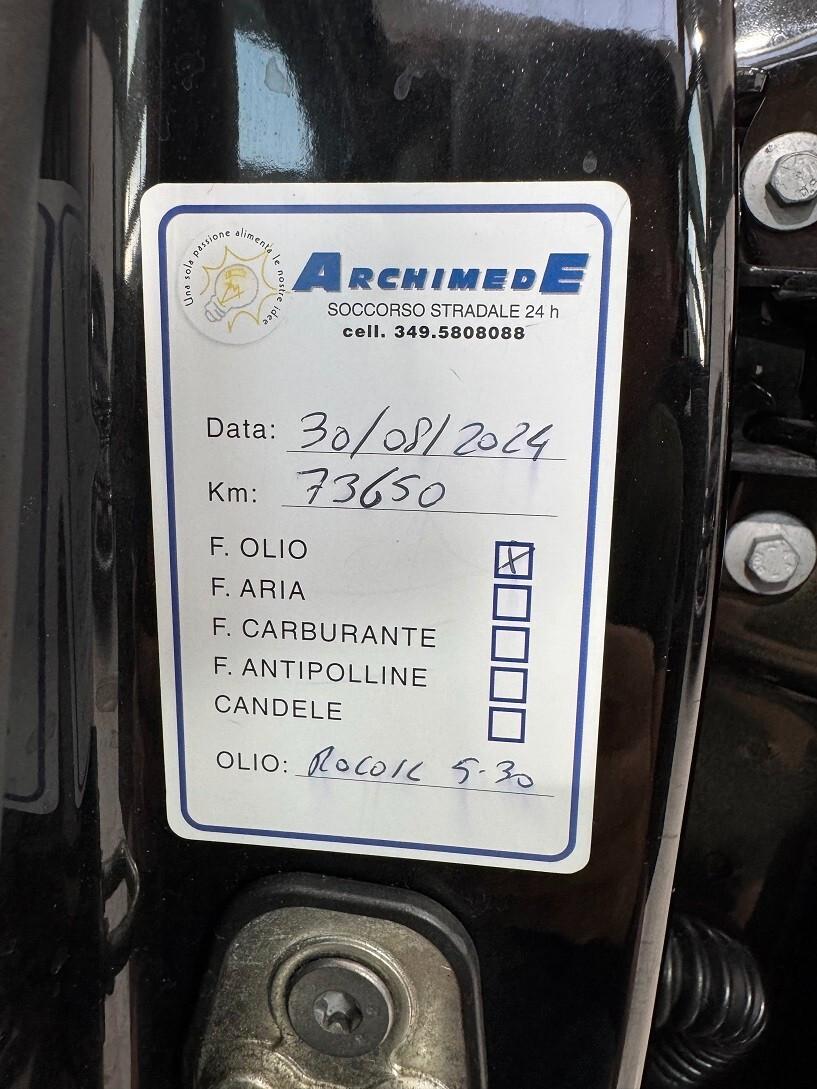 Una sola passione alimenta le nostre idee
ARCHIMEDE
SOCCORSO STRADALE 24 h
cell. 349.5808088
Data: 30/08/2024
Km: 73650
F. OLIO X
F. ARIA
F. CARBURANTE
F. ANTIPOLLINE
CANDELE
OLIO: 5-30